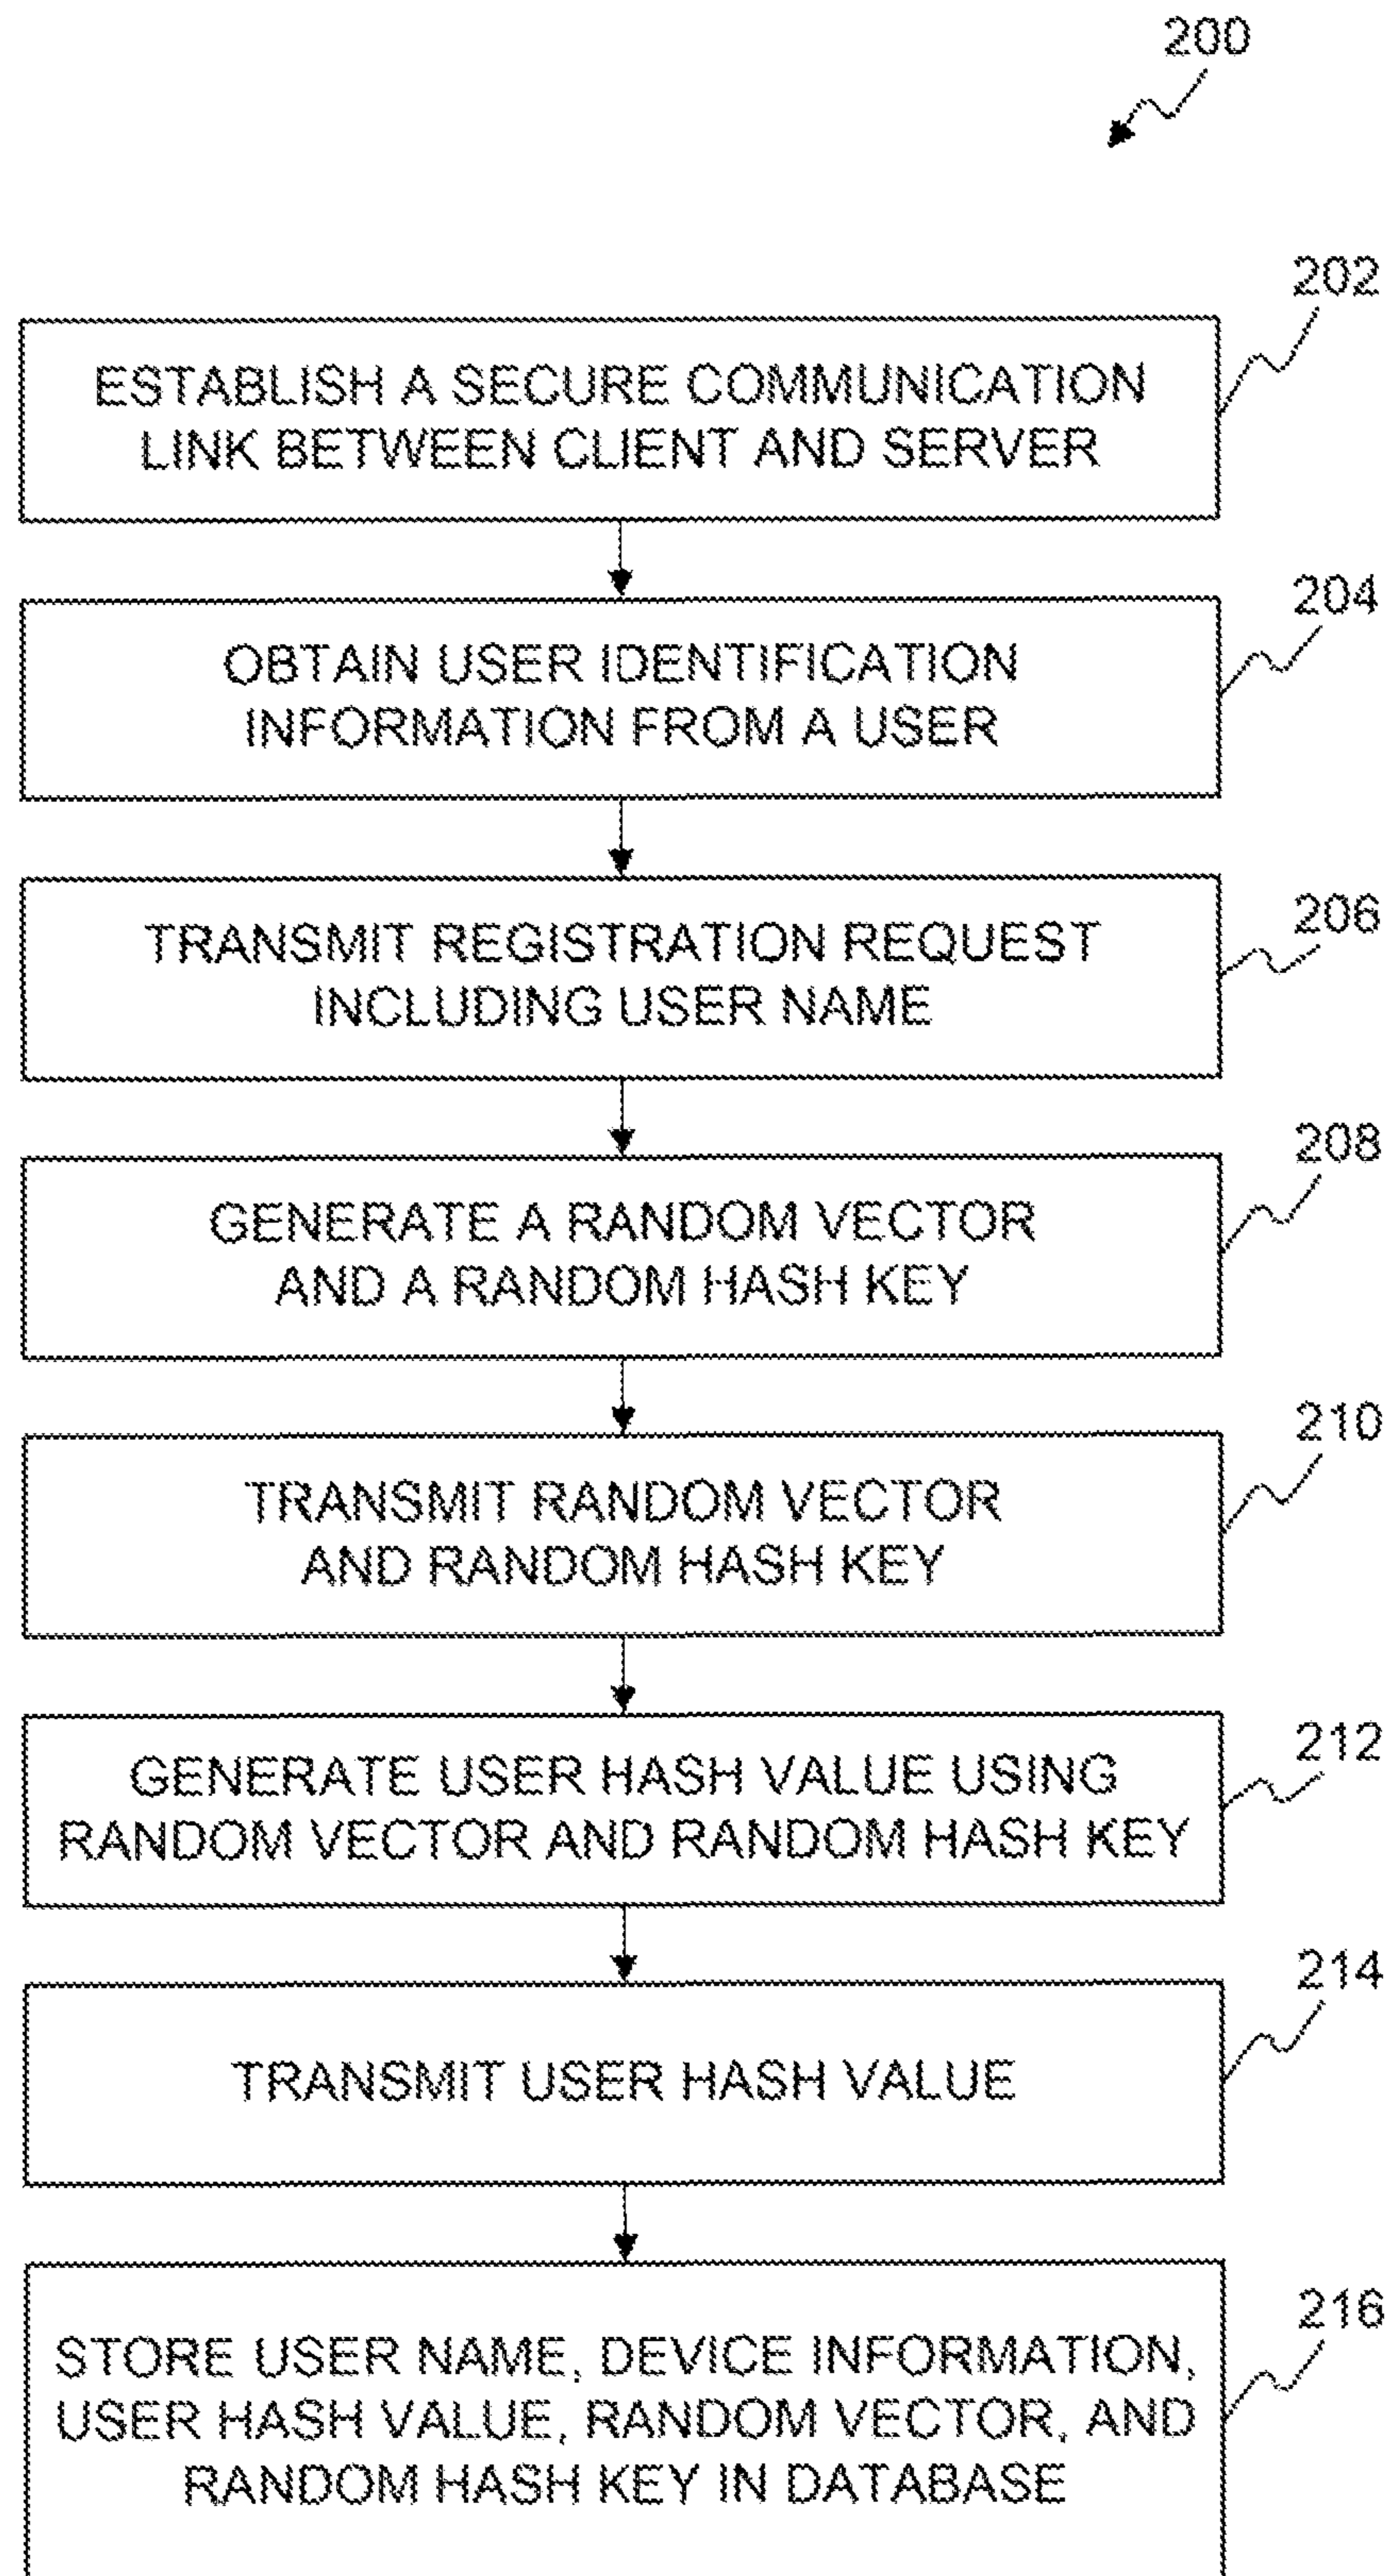 200
202
ESTABLISH A SECURE COMMUNICATION
LINK BETWEEN CLIENT AND SERVER
204
OBTAIN USER IDENTIFICATION
INFORMATION FROM A USER
206
TRANSMIT REGISTRATION REQUEST
INCLUDING USER NAME
208
GENERATE A RANDOM VECTOR
AND A RANDOM HASH KEY
210
TRANSMIT RANDOM VECTOR
AND RANDOM HASH KEY
212
GENERATE USER HASH VALUE USING
RANDOM VECTOR AND RANDOM HASH KEY
214
TRANSMIT USER HASH VALUE
216
STORE USER NAME, DEVICE INFORMATION,
USER HASH VALUE, RANDOM VECTOR, AND
RANDOM HASH KEY IN DATABASE